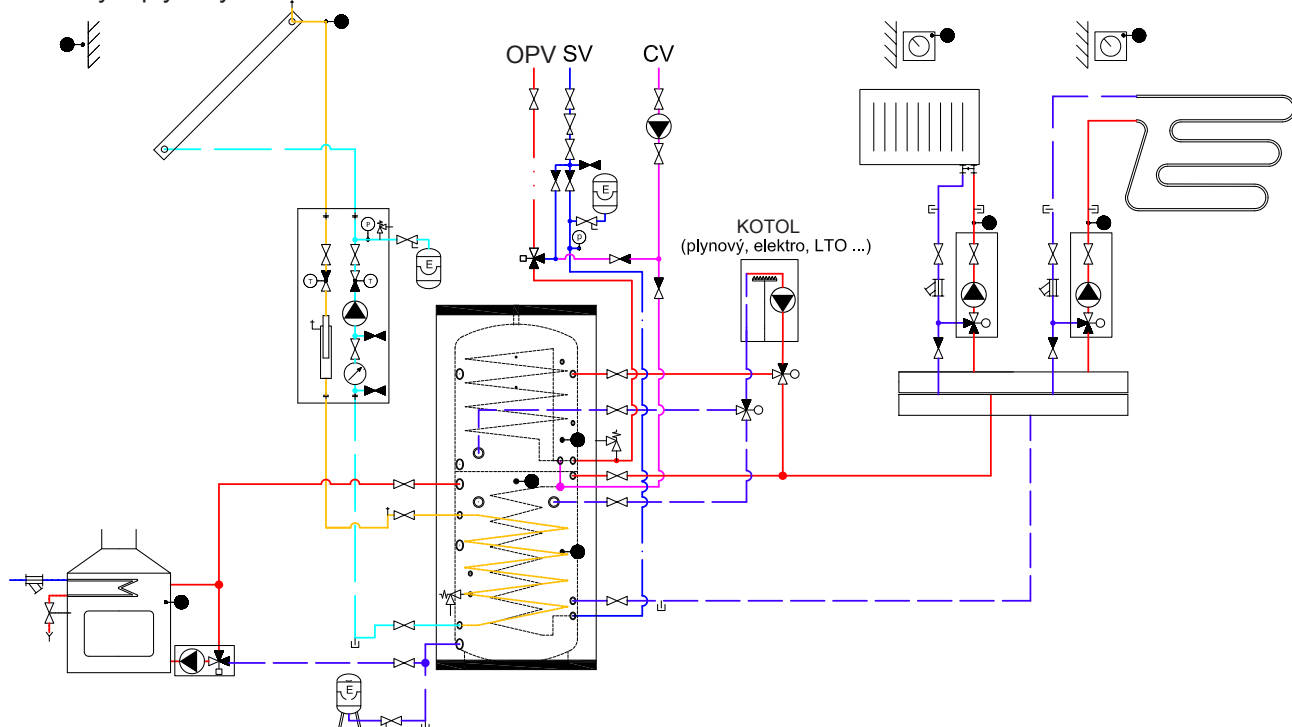 OPV SV CV
KOTOL
(plynový, elektro, LTO ...)
E
P
E
p
T
T
E